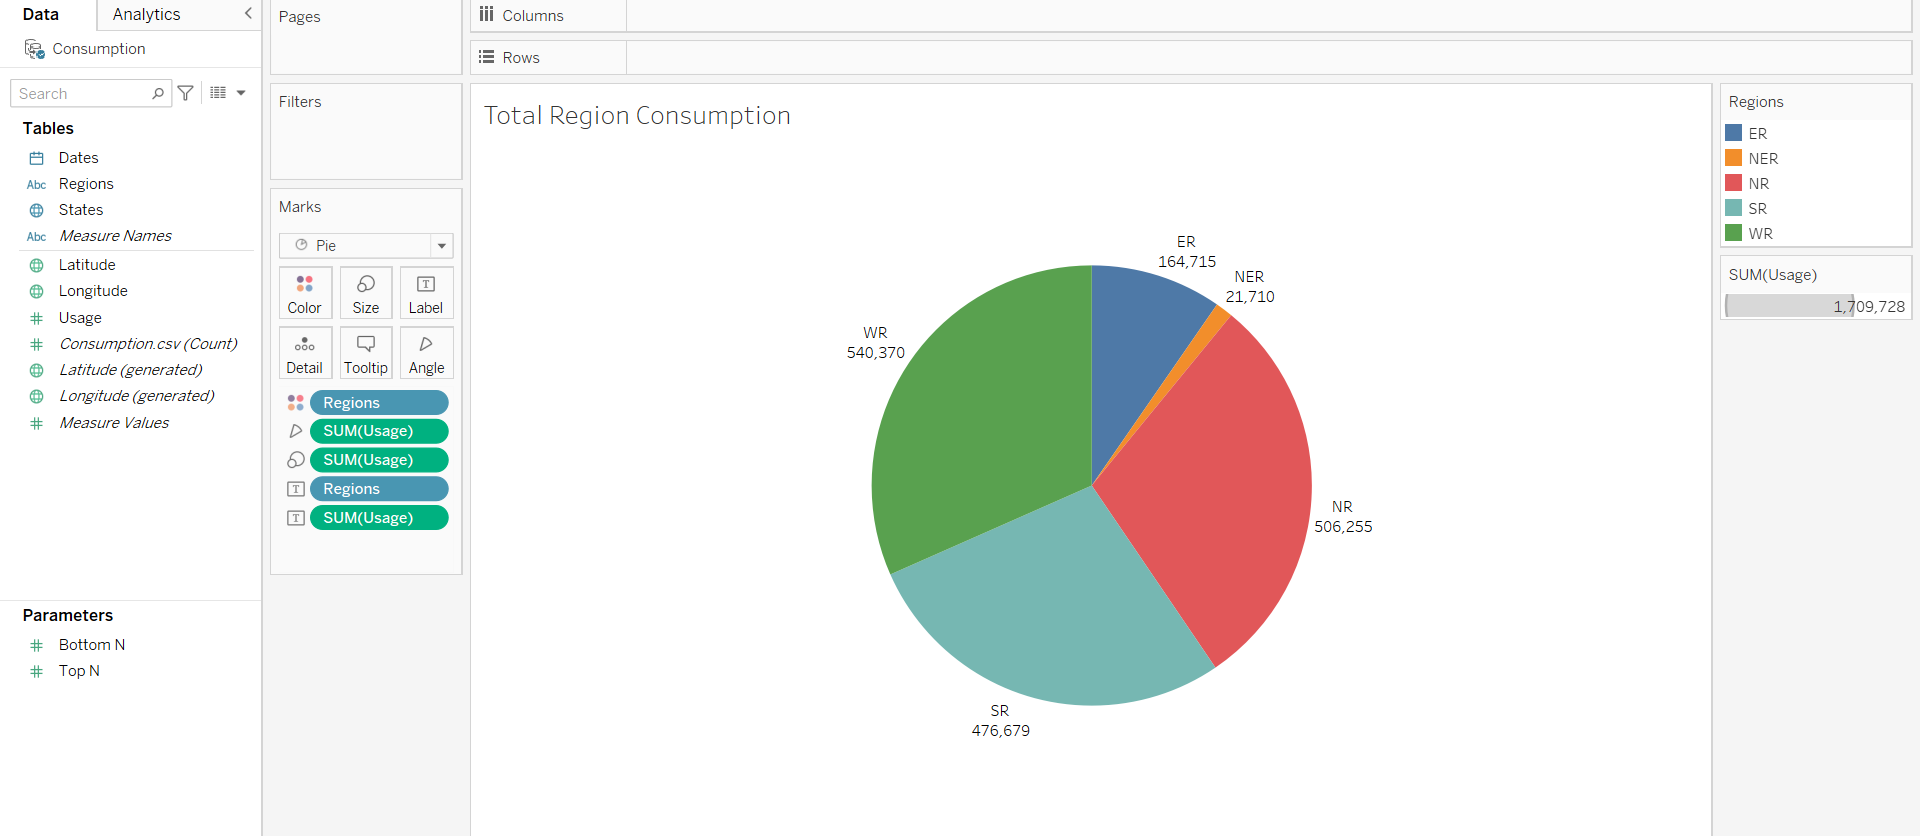 Data
Analytics
Consumption
Search
Tables
Dates
Abc Regions
States
Abc Measure Names
Latitude
Longitude
Usage
Consumption.csv (Count)
Latitude (generated)
Longitude (generated)
Measure Values
Parameters
Bottom N
Top N
Pages
Filters
Marks
Pie
Color Size T Label
Detail Tooltip Angle
Regions
SUM(Usage)
SUM(Usage)
T Regions
T SUM(Usage)
Columns
Rows
Total Region Consumption
ER
164,715
NER
21,710
WR
540,370
NR
506,255
SR
476,679
Regions
ER
NER
NR
SR
WR
SUM(Usage)
1,709,728